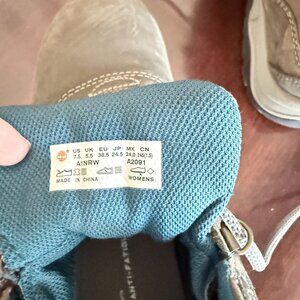 US UK EU JP MX CN
7.5 5.5 38.5 24.5 24.0 245(1.5)
A1NRW A2091
MADE IN CHINA WOMENS
ANTI-FATIGUE